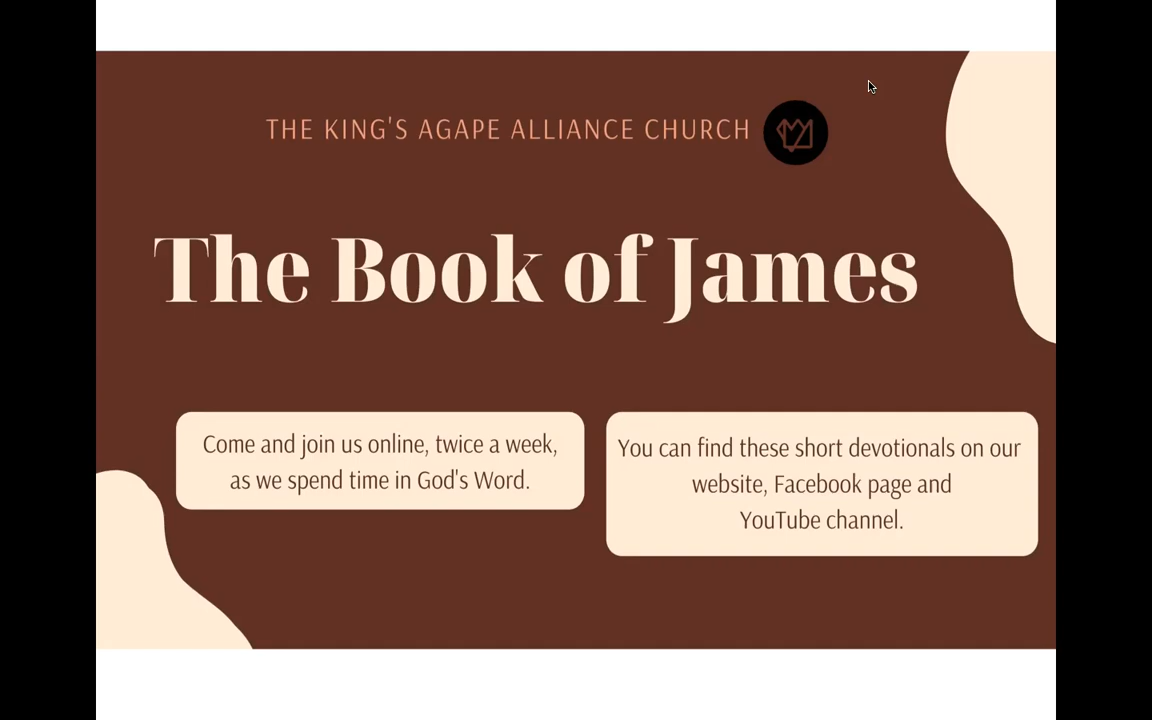 THE KING'S AGAPE ALLIANCE CHURCH
The Book of James
Come and join us online, twice a week,
as we spend time in God's Word.
You can find these short devotionals on our
website, Facebook page and
YouTube channel.